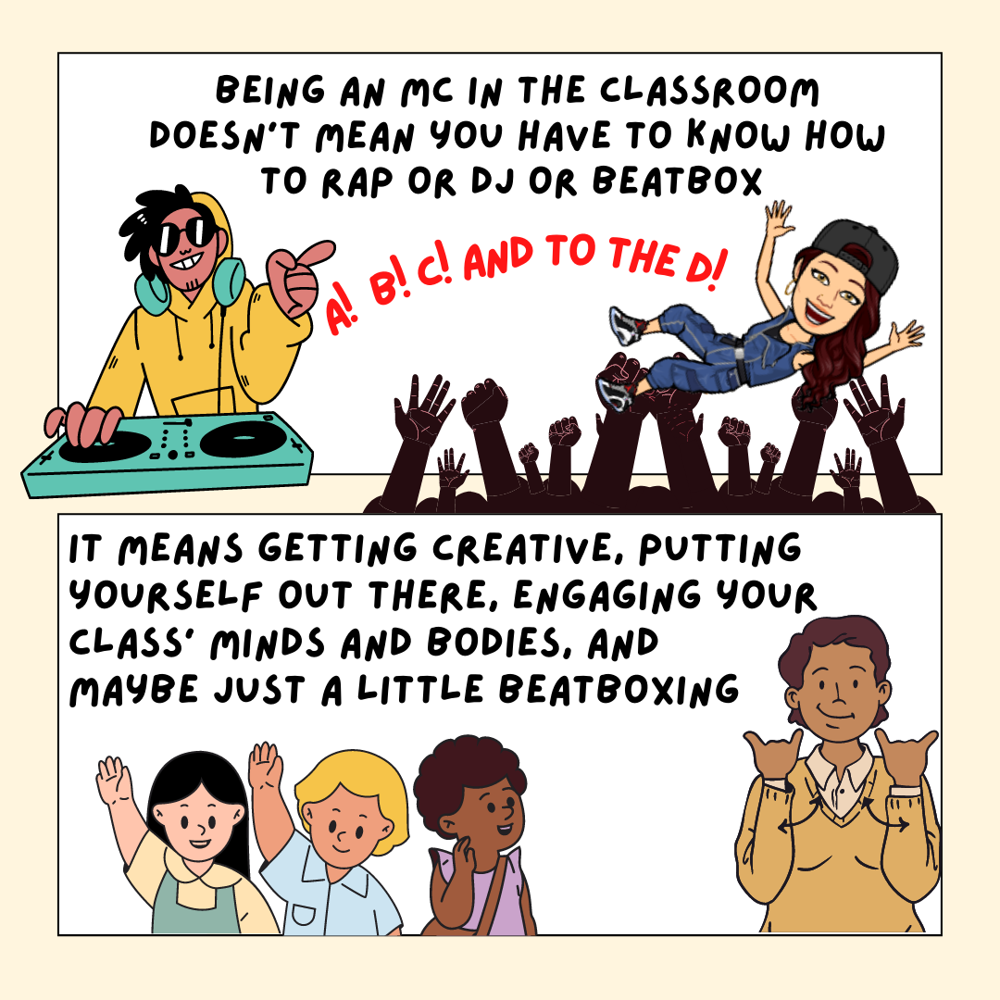 BEING AN MC IN THE CLASSROOM
DOESN'T MEAN YOU HAVE TO KNOW HOW
TO RAP OR DJ OR BEATBOX
A! B! C! AND TO THE D!
IT MEANS GETTING CREATIVE, PUTTING
YOURSELF OUT THERE, ENGAGING YOUR
CLASS' MINDS AND BODIES, AND
MAYBE JUST A LITTLE BEATBOXING